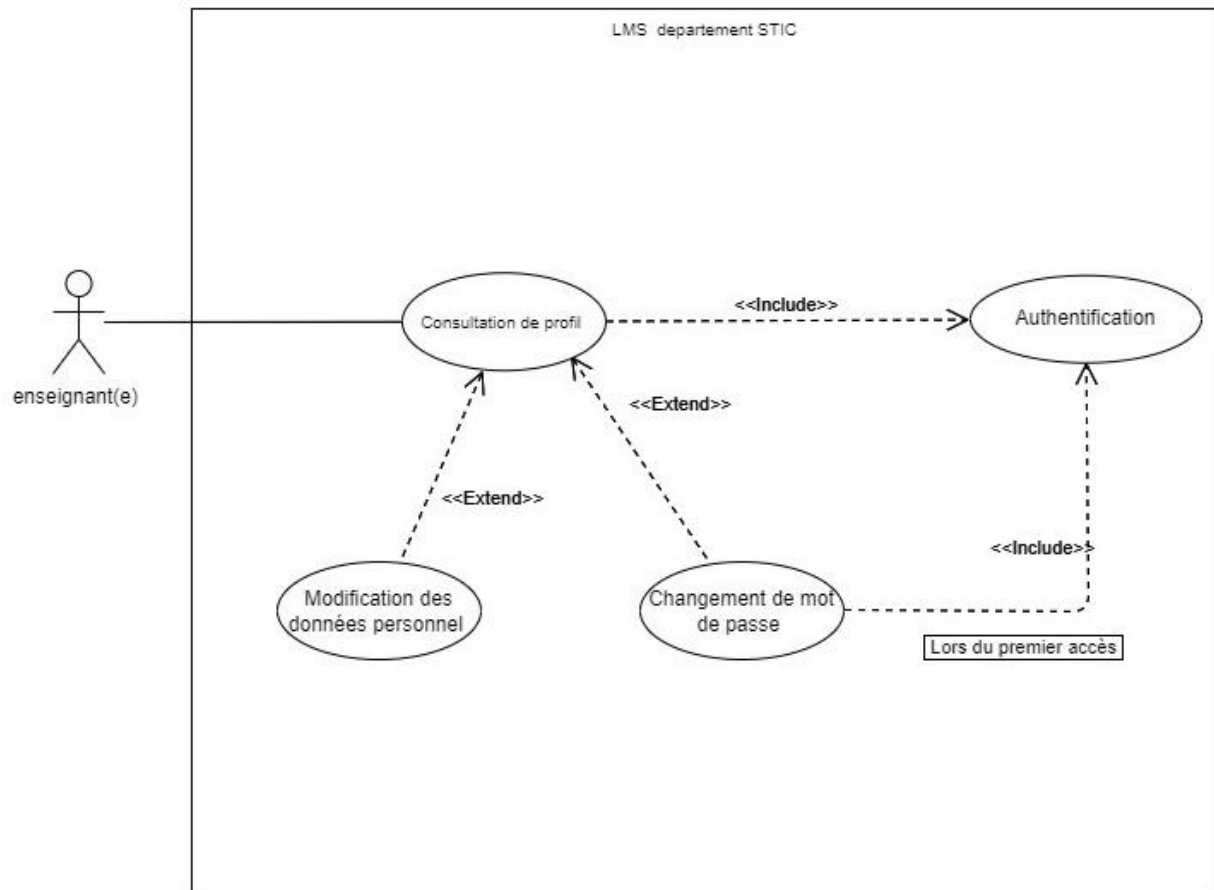 LMS departement STIC
enseignant(e)
Consultation de profil
<<Include>>
Authentification
<<Extend>>
<<Extend>>
<<Include>>
Modification des
données personnel
Changement de mot
de passe
Lors du premier accès